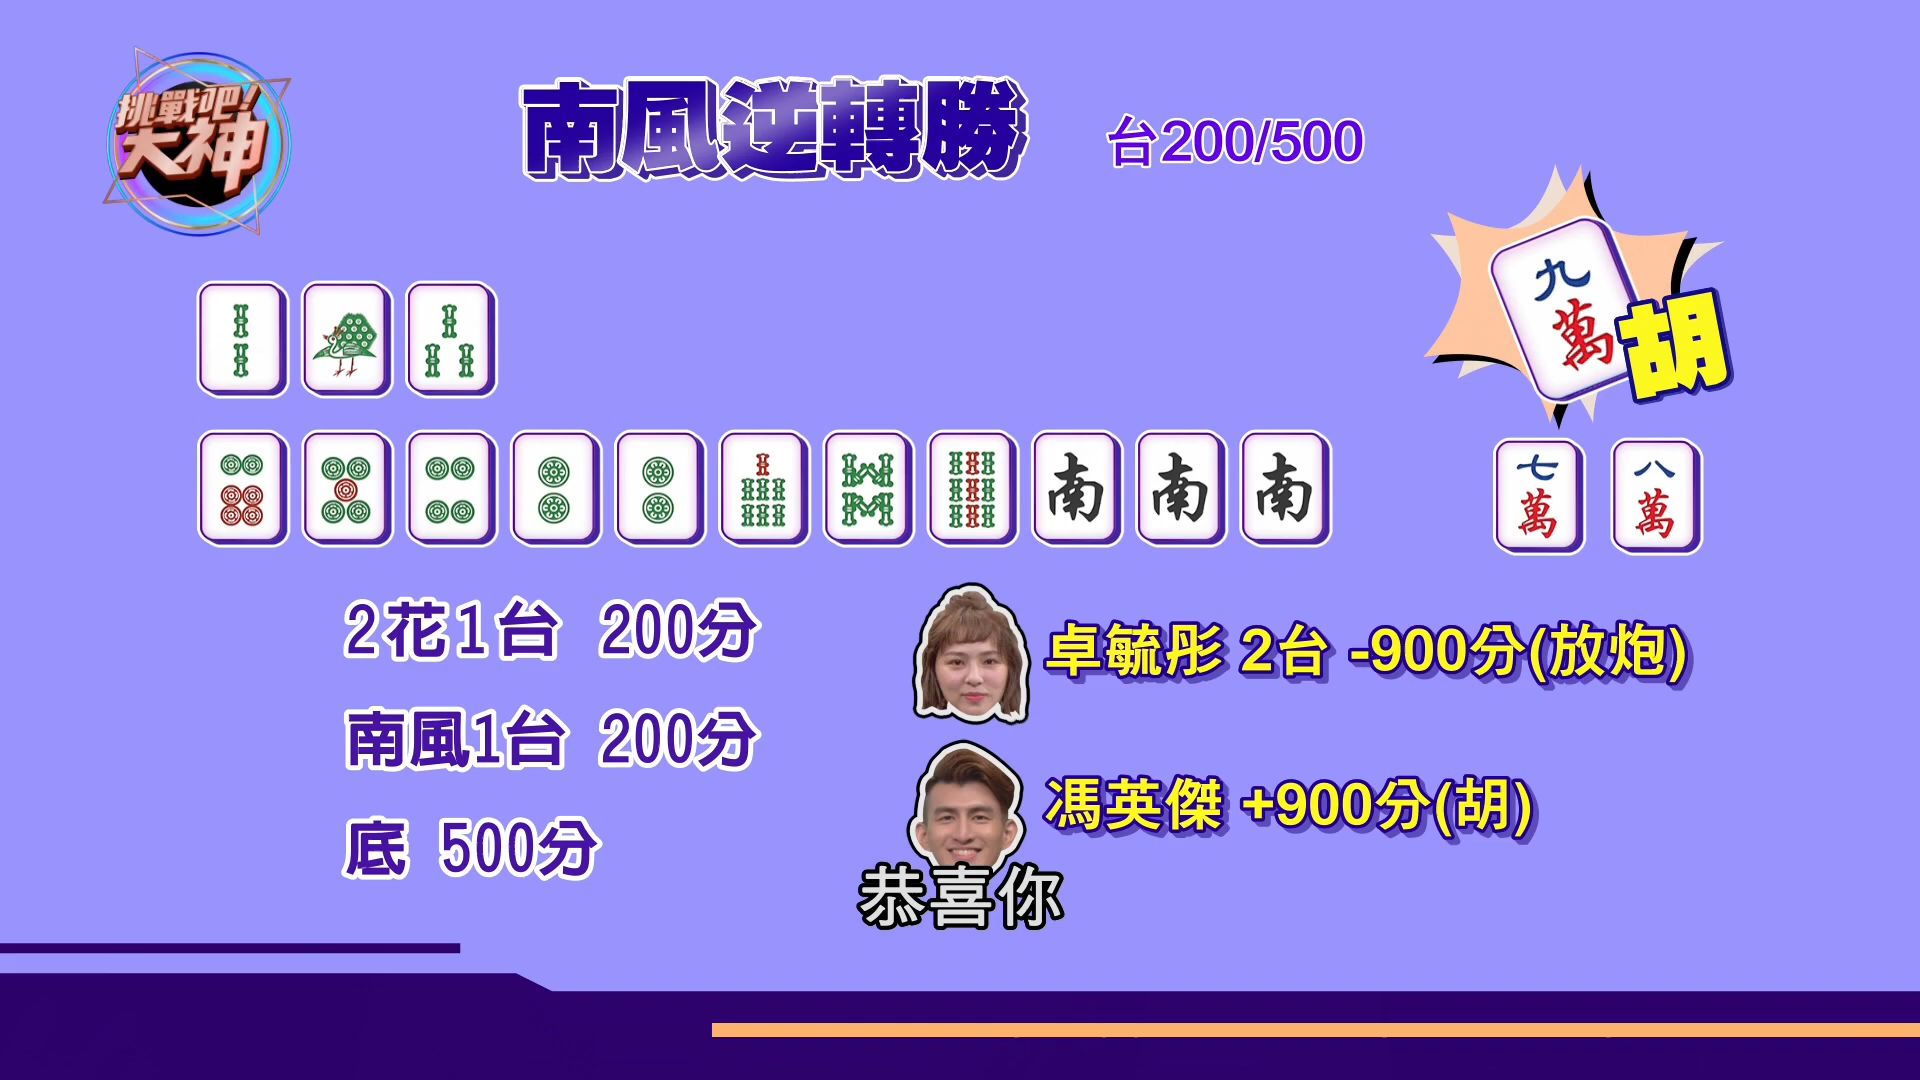 挑戰吧!
大神
南風逆轉勝
台200/500
九萬
胡
南 南 南
七萬 八萬
2花1台 200分
南風1台 200分
底 500分
卓毓彤 2台 -900分(放炮)
馮英傑 +900分(胡)
恭喜你